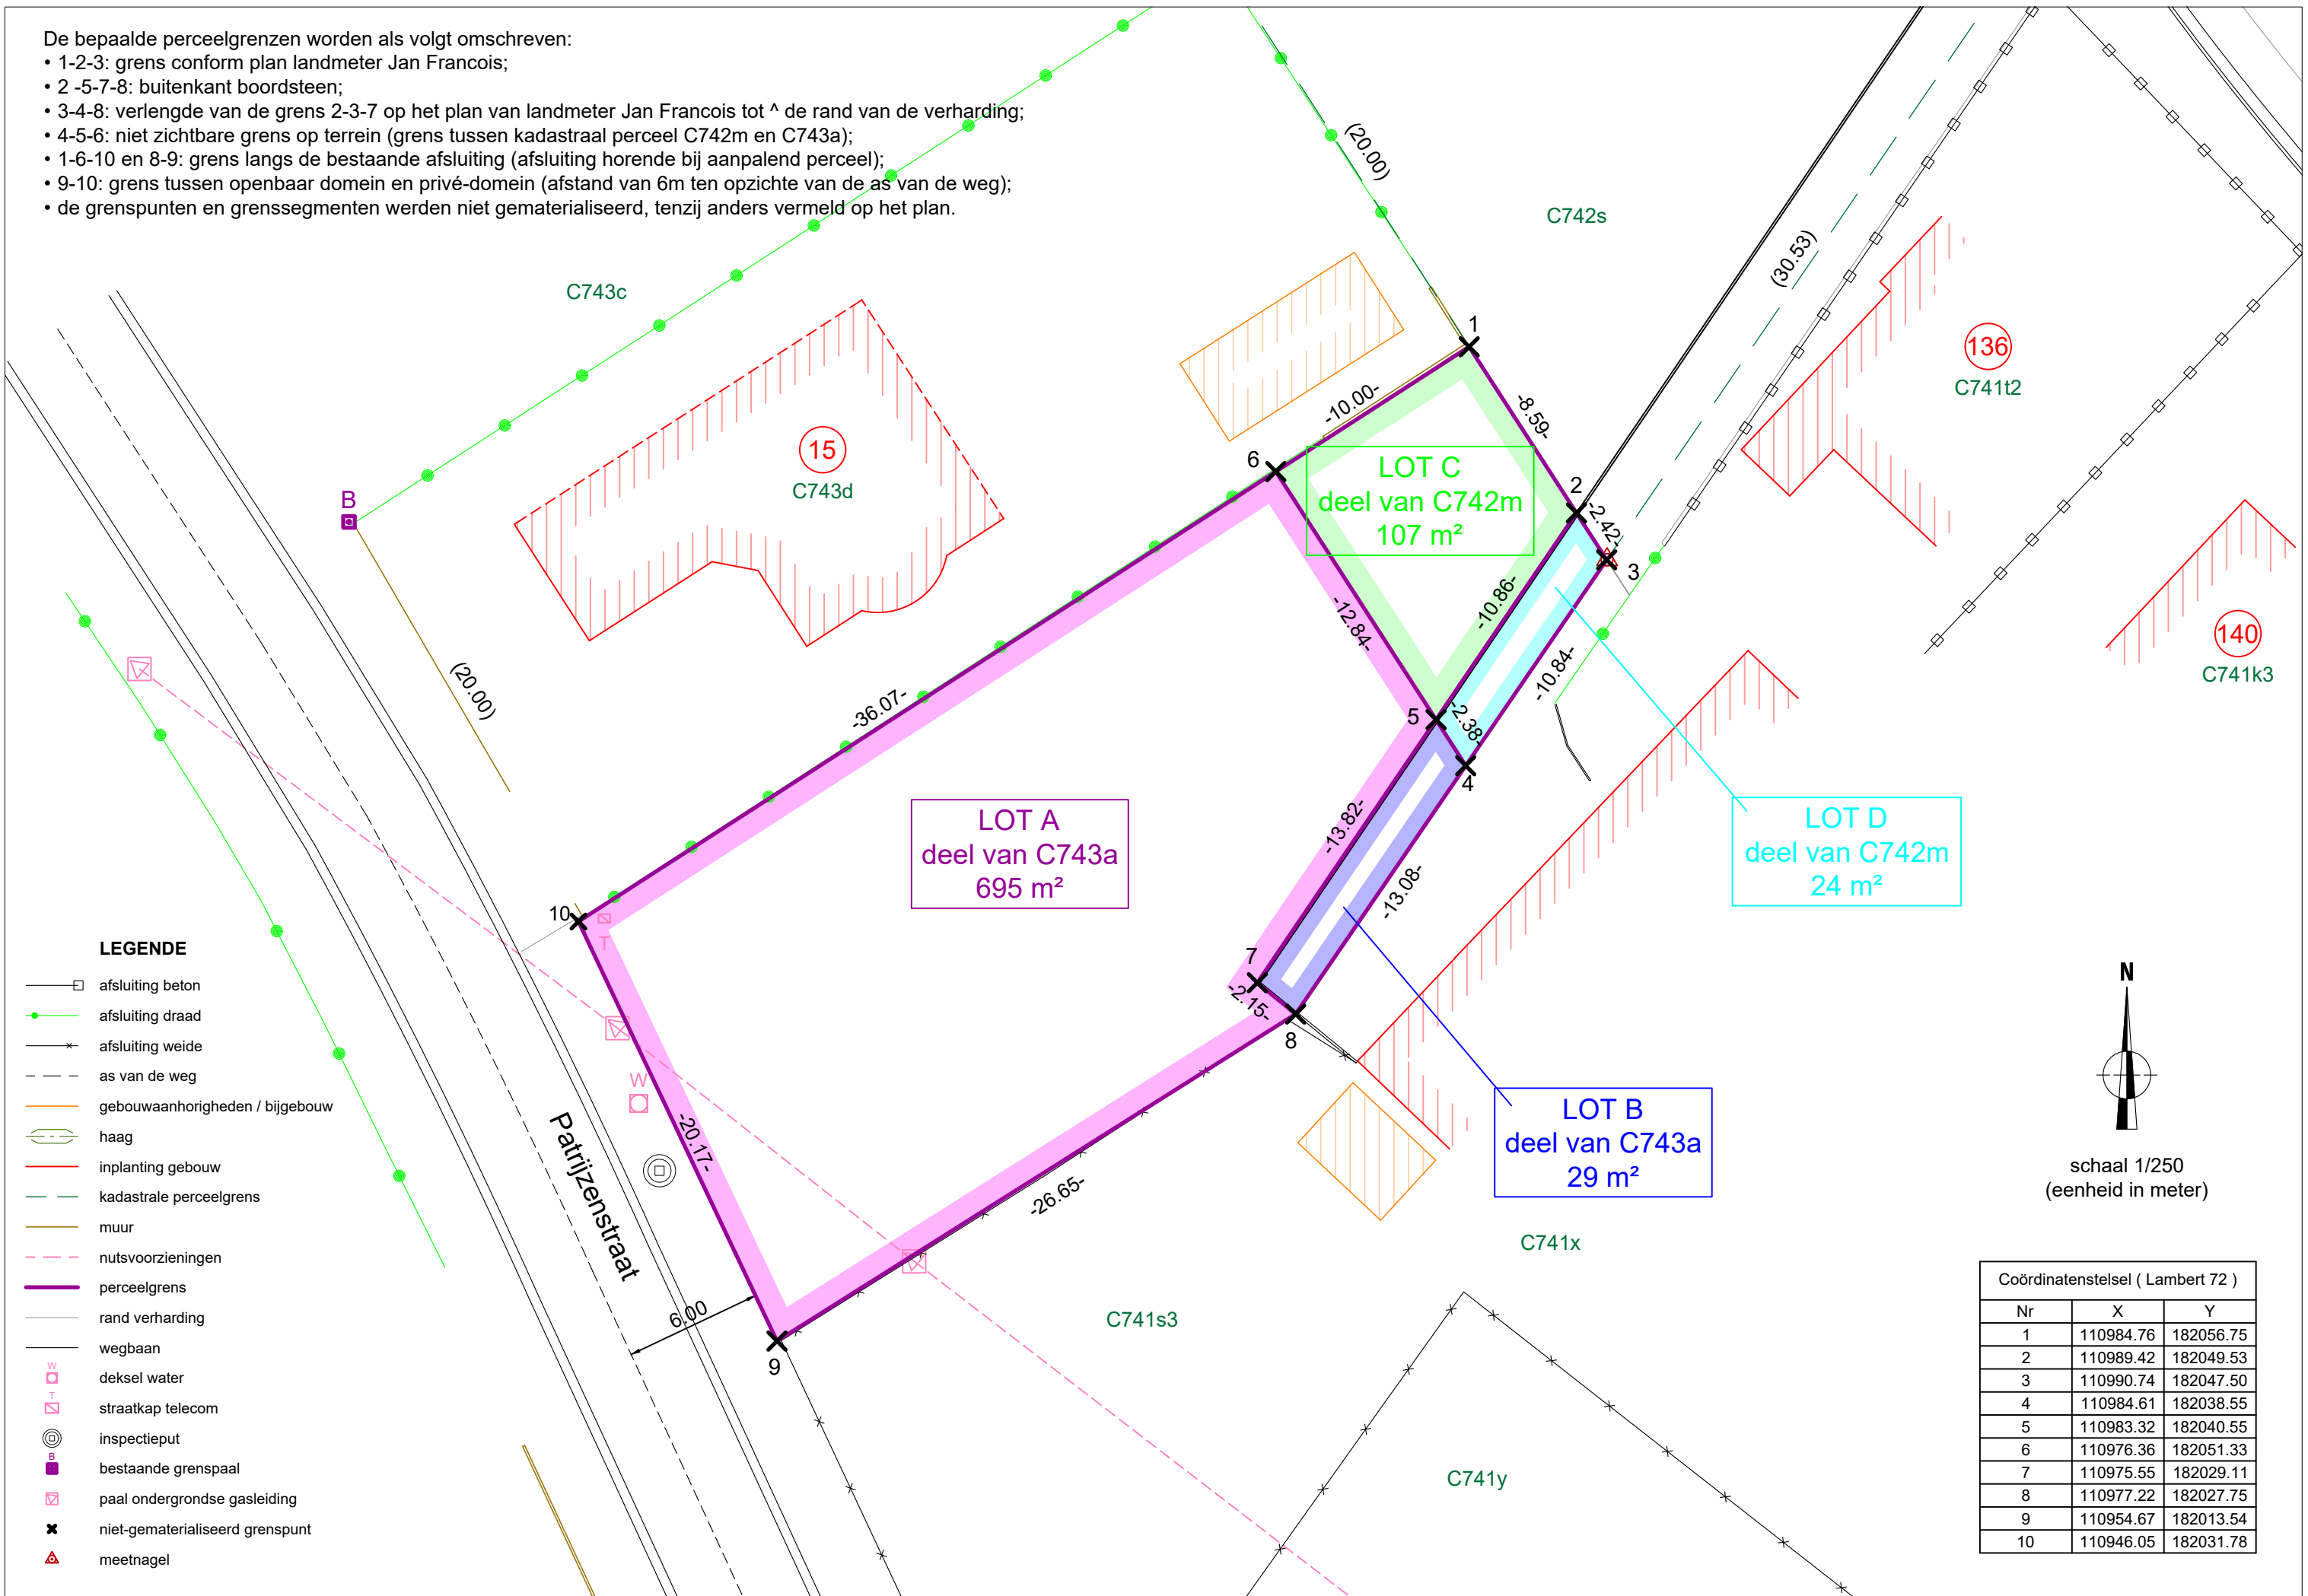 De bepaalde perceelgrenzen worden als volgt omschreven:
• 1-2-3: grens conform plan landmeter Jan Francois;
• 2 -5-7-8: buitenkant boordsteen;
• 3-4-8: verlengde van de grens 2-3-7 op het plan van landmeter Jan Francois tot ^ de rand van de verharding;
• 4-5-6: niet zichtbare grens op terrein (grens tussen kadastraal perceel C742m en C743a);
• 1-6-10 en 8-9: grens langs de bestaande afsluiting (afsluiting horende bij aanpalend perceel);
• 9-10: grens tussen openbaar domein en privé-domein (afstand van 6m ten opzichte van de as van de weg);
• de grenspunten en grenssegmenten werden niet gematerialiseerd, tenzij anders vermeld op het plan.
(20.00)
C742s
(30.53)
C743c
1
136
C741t2
-10.00-
-8.59-
15
C743d
6
LOT C
deel van C742m
107 m²
2
-2.42-
B
3
-10.86-
-12.84-
140
C741k3
(20.00)
-10.84-
-36.07-
5
-2.38-
4
LOT A
deel van C743a
695 m²
-13.82-
LOT D
deel van C742m
24 m²
-13.08-
10
T
7
-2.15-
8
W
-20.17-
Patrijzenstraat
LOT B
deel van C743a
29 m²
N
schaal 1/250
(eenheid in meter)
-26.65-
C741x
6.00
C741s3
9
C741y
LEGENDE
afsluiting beton
afsluiting draad
afsluiting weide
as van de weg
gebouwaanhorigheden / bijgebouw
haag
inplanting gebouw
kadastrale perceelgrens
muur
nutsvoorzieningen
perceelgrens
rand verharding
wegbaan
W
deksel water
T
straatkap telecom
inspectieput
B
bestaande grenspaal
paal ondergrondse gasleiding
niet-gematerialiseerd grenspunt
meetnagel
Coördinatenstelsel ( Lambert 72 )
Nr X Y
1 110984.76 182056.75
2 110989.42 182049.53
3 110990.74 182047.50
4 110984.61 182038.55
5 110983.32 182040.55
6 110976.36 182051.33
7 110975.55 182029.11
8 110977.22 182027.75
9 110954.67 182013.54
10 110946.05 182031.78